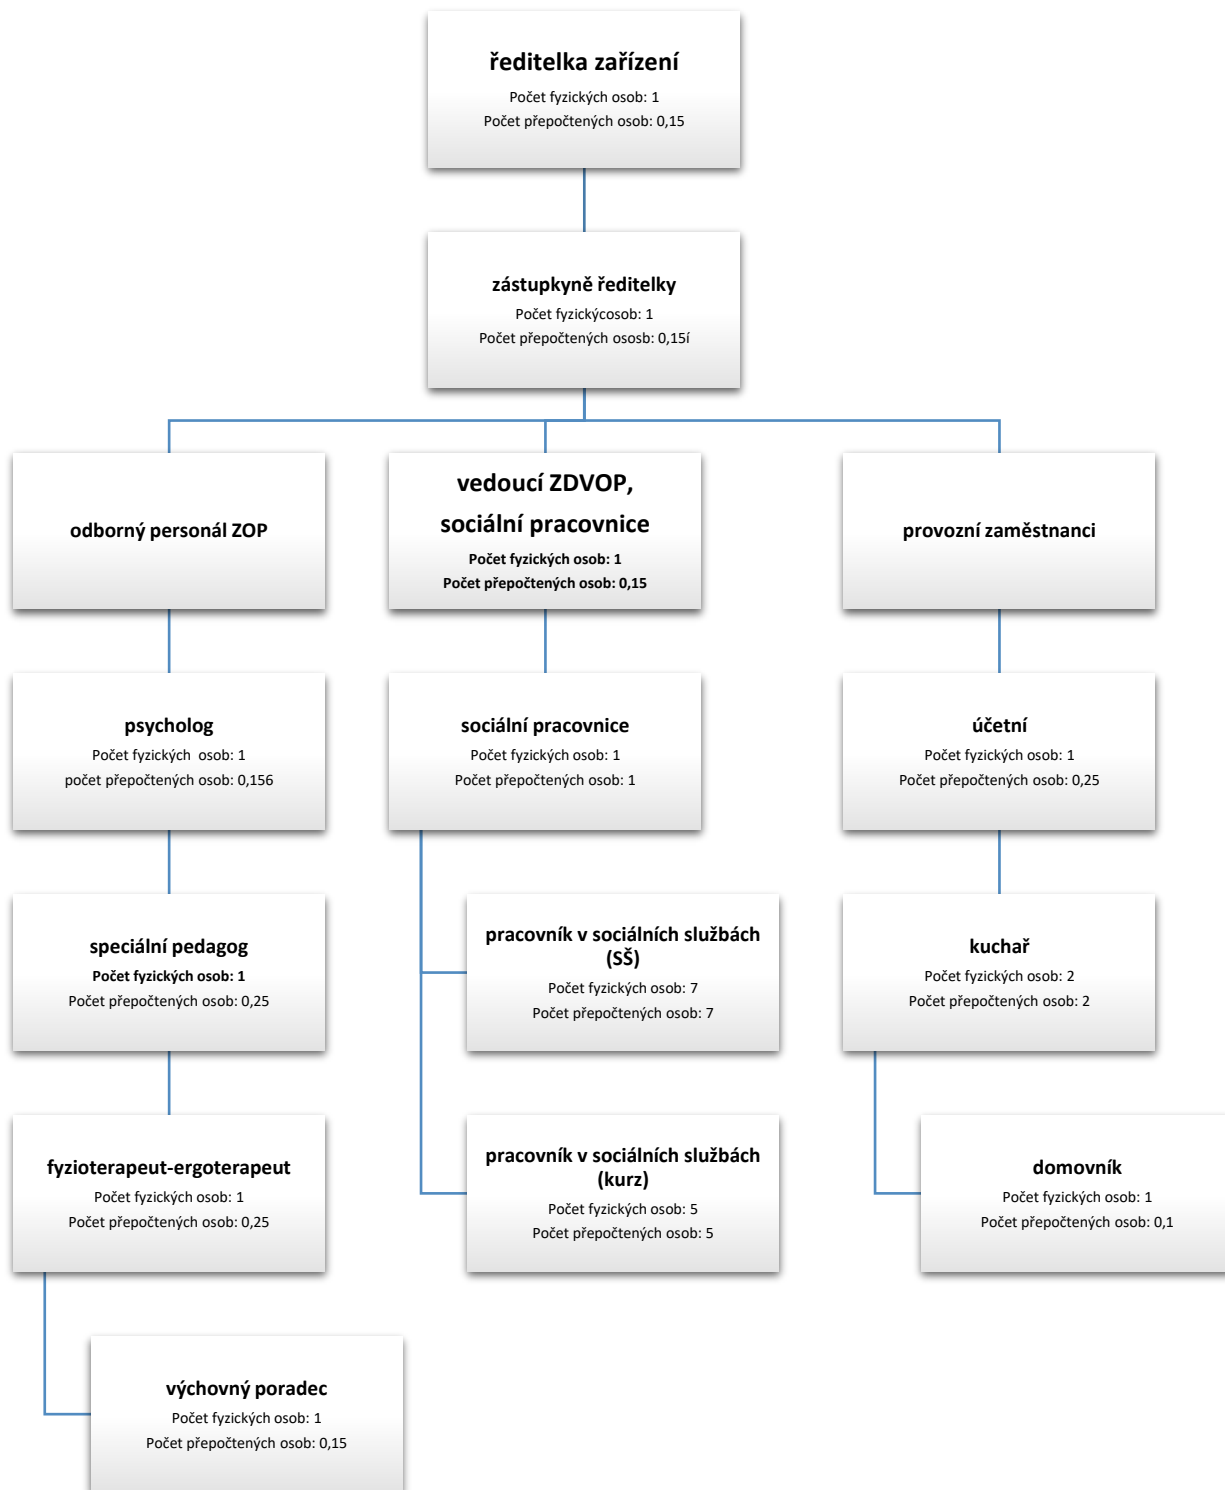 ředitelka zařízení
Počet fyzických osob: 1
Počet přepočtených osob: 0,15
zástupkyně ředitelky
Počet fyzickýcosob: 1
Počet přepočtených ososb: 0,15í
odborný personál ZOP
vedoucí ZDVOP,
sociální pracovnice
Počet fyzických osob: 1
Počet přepočtených osob: 0,15
provozní zaměstnanci
psycholog
Počet fyzických  osob: 1
počet přepočtených osob: 0,156
sociální pracovnice
Počet fyzických osob: 1
Počet přepočtených osob: 1
účetní
Počet fyzických osob: 1
Počet přepočtených osob: 0,25
speciální pedagog
Počet fyzických osob: 1
Počet přepočtených osob: 0,25
pracovník v sociálních službách
(SŠ)
Počet fyzických osob: 7
Počet přepočtených osob: 7
kuchař
Počet fyzických osob: 2
Počet přepočtených osob: 2
fyzioterapeut-ergoterapeut
Počet fyzických osob: 1
Počet přepočtených osob: 0,25
pracovník v sociálních službách
(kurz)
Počet fyzických osob: 5
Počet přepočtených osob: 5
domovník
Počet fyzických osob: 1
Počet přepočtených osob: 0,1
výchovný poradec
Počet fyzických osob: 1
Počet přepočtených osob: 0,15